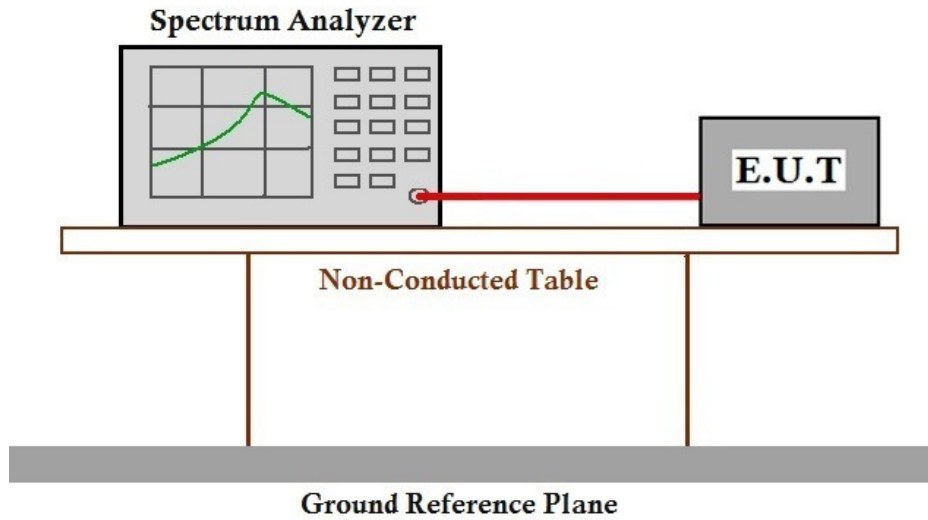 Spectrum Analyzer
E.U.T
Non-Conducted Table
Ground Reference Plane